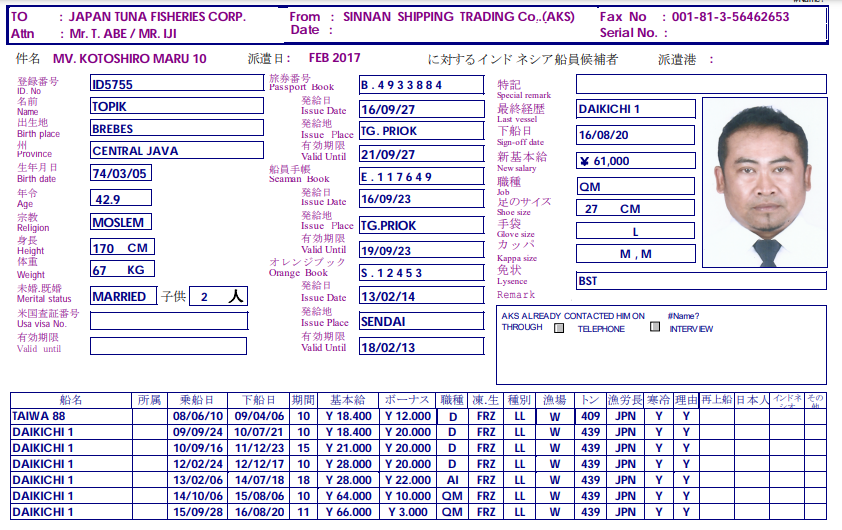 #Name?
TO : JAPAN TUNA FISHERIES CORP. From : SINNAN SHIPPING TRADING Co,.(AKS) Fax No : 001-81-3-56462653
Attn : Mr. T. ABE / MR. IJI Date : Serial No. :
件名 MV. KOTOSHIRO MARU 10 派遣日: FEB 2017 に対するインドネシア船員候補者 派遣港 :
登録番号 ID. No ID5755
名前 Name TOPIK
出生地 Birth place BREBES
州 Province CENTRAL JAVA
生年月日 Birth date 74/03/05
年令 Age 42.9
宗教 Religion MOSLEM
身長 Height 170 CM
体重 Weight 67 KG
未婚.既婚 Merital status MARRIED 子供 2 人
米国査証番号 Usa visa No.
有効期限 Valid until
旅券番号 Passport Book B.4933884
発給日 Issue Date 16/09/27
発給地 Issue Place TG. PRIOK
有効期限 Valid Until 21/09/27
船員手帳 Seaman Book E.117649
発給日 Issue Date 16/09/23
発給地 Issue Place TG.PRIOK
有効期限 Valid Until 19/09/23
オレンジブック Orange Book S.12453
発給日 Issue Date 13/02/14
発給地 Issue Place SENDAI
有効期限 Valid Until 18/02/13
特記 Special remark
最終経歴 Last vessel DAIKICHI 1
下船日 Sign-off date 16/08/20
新基本給 New salary ¥ 61,000
職種 Job QM
足のサイズ Shoe size 27 CM
手袋 Glove size L
カッパ Kappa size M , M
免状 Lysence BST
Remark
AKS ALREADY CONTACTED HIM ON #Name?
THROUGH TELEPHONE INTERVIEW
船名 所属 乗船日 下船日 期間 基本給 ボーナス 職種 凍.生 種別 漁場 トン 漁労長 寒冷 理由 再上船 日本人 インドネシオ その他
TAIWA 88 08/06/10 09/04/06 10 Y 18.400 Y 12.000 D FRZ LL W 409 JPN Y Y
DAIKICHI 1 09/09/24 10/07/21 10 Y 18.400 Y 20.000 D FRZ LL W 439 JPN Y Y
DAIKICHI 1 10/09/16 11/12/23 15 Y 21.000 Y 20.000 D FRZ LL W 439 JPN Y Y
DAIKICHI 1 12/02/24 12/12/17 10 Y 28.000 Y 20.000 D FRZ LL W 439 JPN Y Y
DAIKICHI 1 13/02/06 14/07/18 18 Y 28.000 Y 22.000 AI FRZ LL W 439 JPN Y Y
DAIKICHI 1 14/10/06 15/08/06 10 Y 64.000 Y 10.000 QM FRZ LL W 439 JPN Y Y
DAIKICHI 1 15/09/28 16/08/20 11 Y 66.000 Y 3.000 QM FRZ LL W 439 JPN Y Y